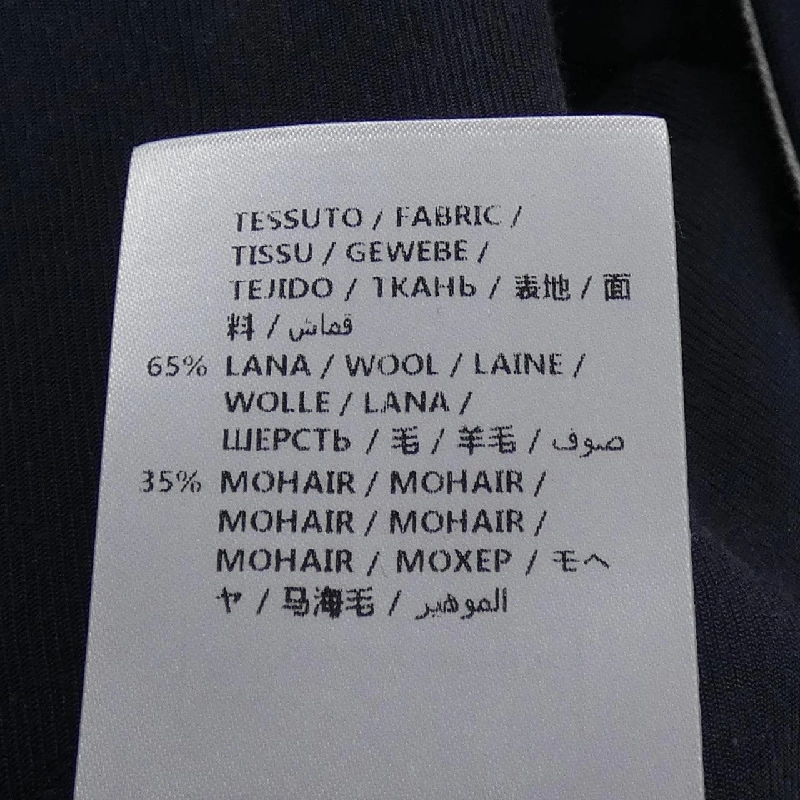 TESSUTO / FABRIC /
TISSU / GEWEBE /
TEJIDO / ТКАНЬ / 表地 / 面
料 / قماش
65% LANA / WOOL / LAINE /
WOLLE / LANA /
ШЕРСТЬ / 毛 / 羊毛 / صوف
35% MOHAIR / MOHAIR /
MOHAIR / MOHAIR /
MOHAIR / МОХЕР / モヘ
ヤ / 马海毛 / الموهير